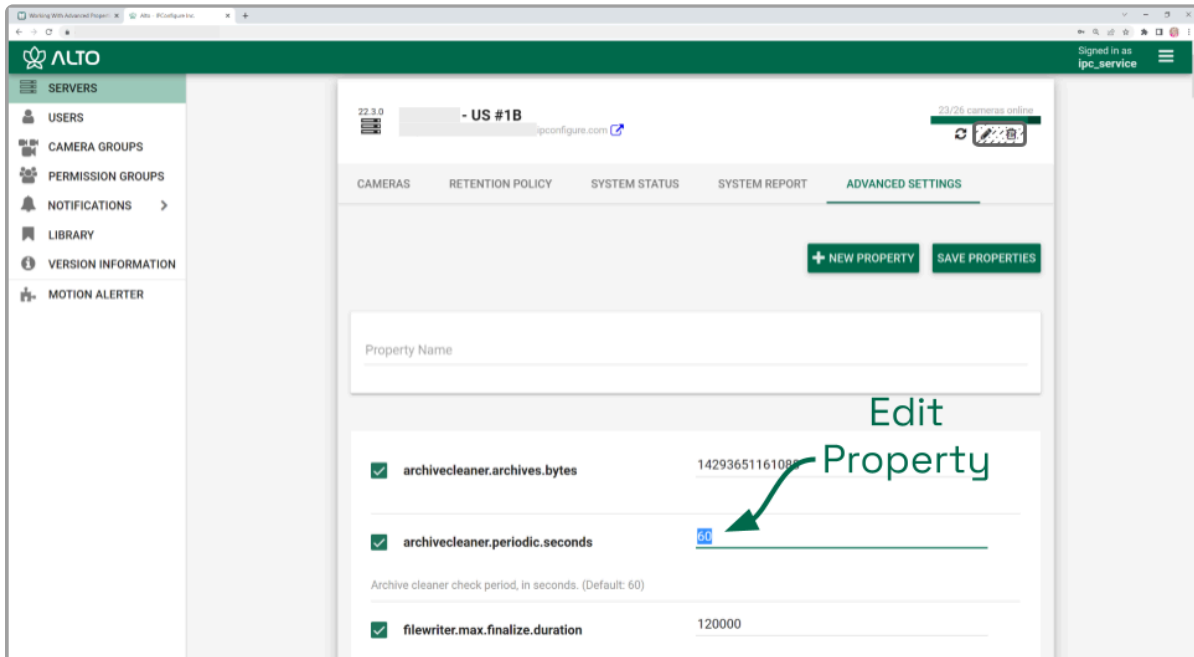 Working With Advanced Propert
Alto - IPConfigure Inc.
ALTO
Signed in as
ipc_service
SERVERS
USERS
CAMERA GROUPS
PERMISSION GROUPS
NOTIFICATIONS
LIBRARY
VERSION INFORMATION
MOTION ALERTER
22.3.0
- US #1B
ipconfigure.com
23/26 cameras online
CAMERAS RETENTION POLICY SYSTEM STATUS SYSTEM REPORT ADVANCED SETTINGS
+ NEW PROPERTY SAVE PROPERTIES
Property Name
Edit
Property
archivecleaner.archives.bytes
archivecleaner.periodic.seconds 60
Archive cleaner check period, in seconds. (Default: 60)
filewriter.max.finalize.duration 120000